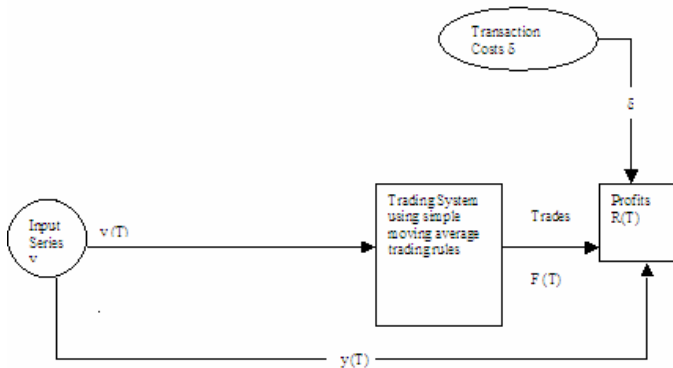 Transaction
Costs δ
δ
Input
Series
y
y(T)
Trading System
using simple
moving average
trading rules
Trades
F(T)
Profits
R(T)
y(T)